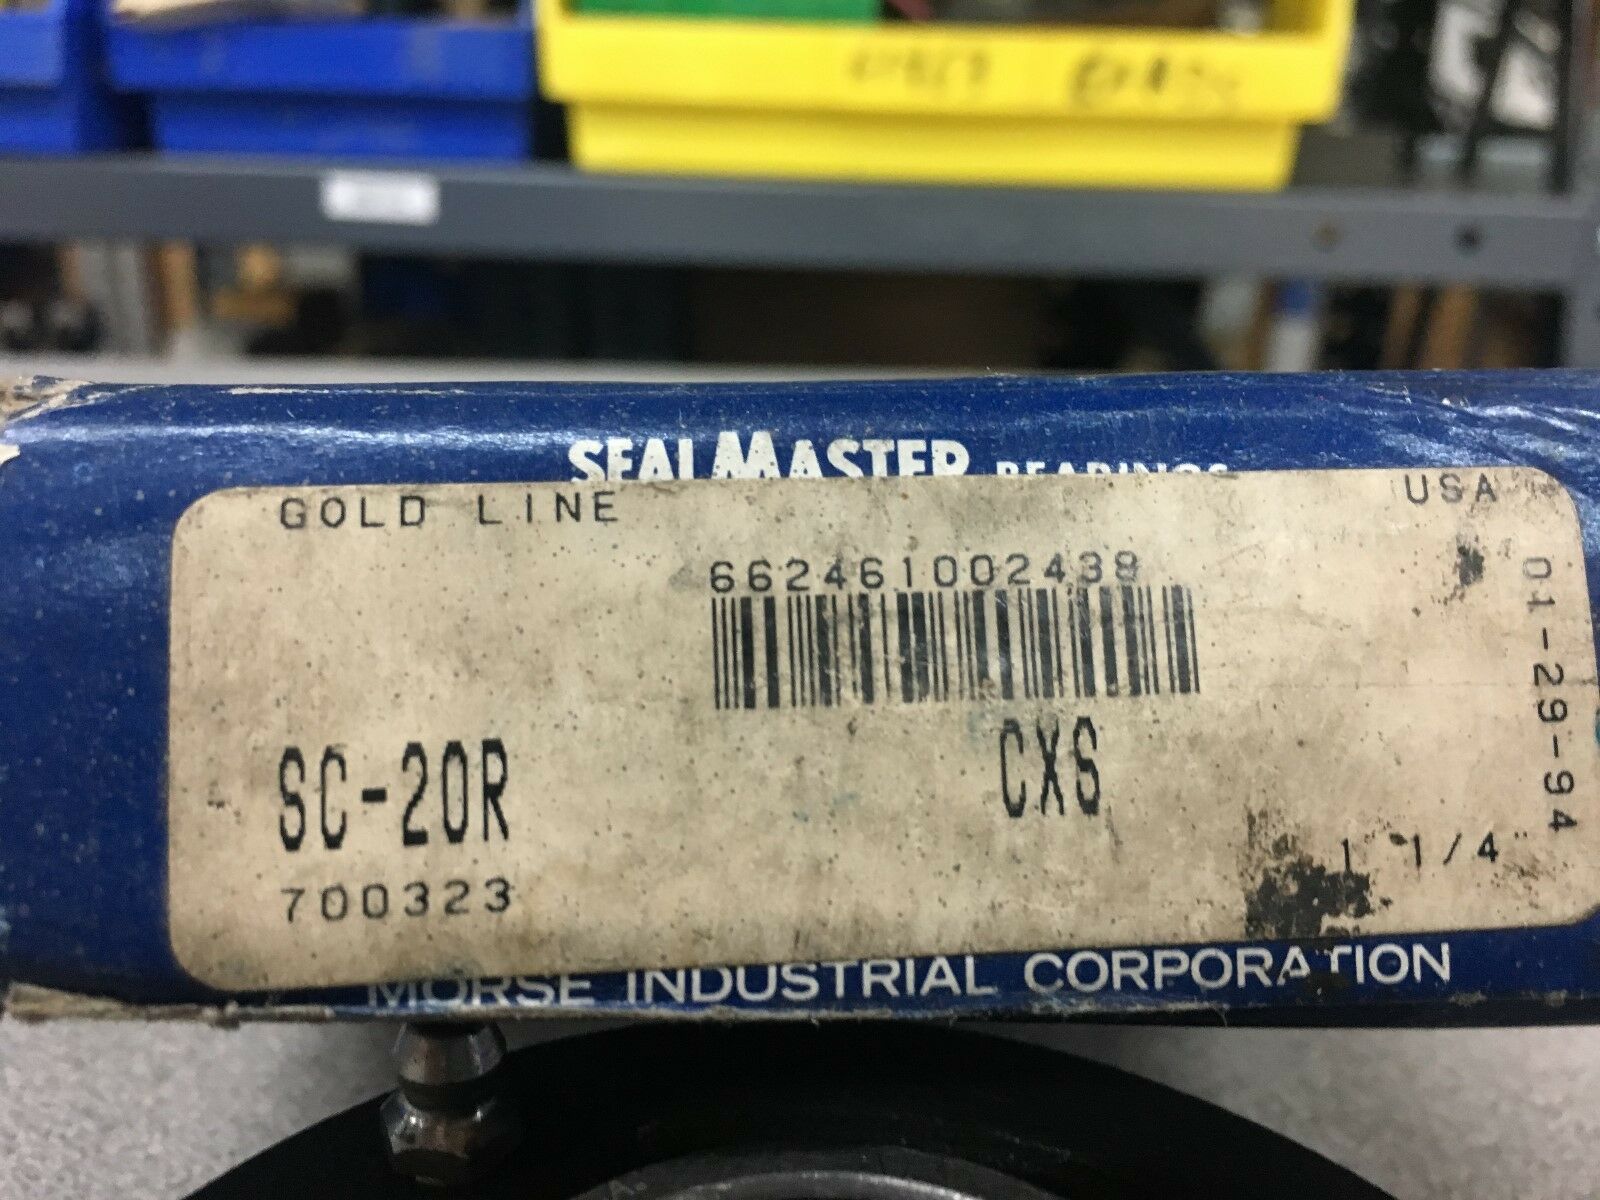 SEALMASTER BEARINGS
GOLD LINE
USA
662461002438
01-29-94
SC-20R
CXS
1 1/4"
700323
MORSE INDUSTRIAL CORPORATION